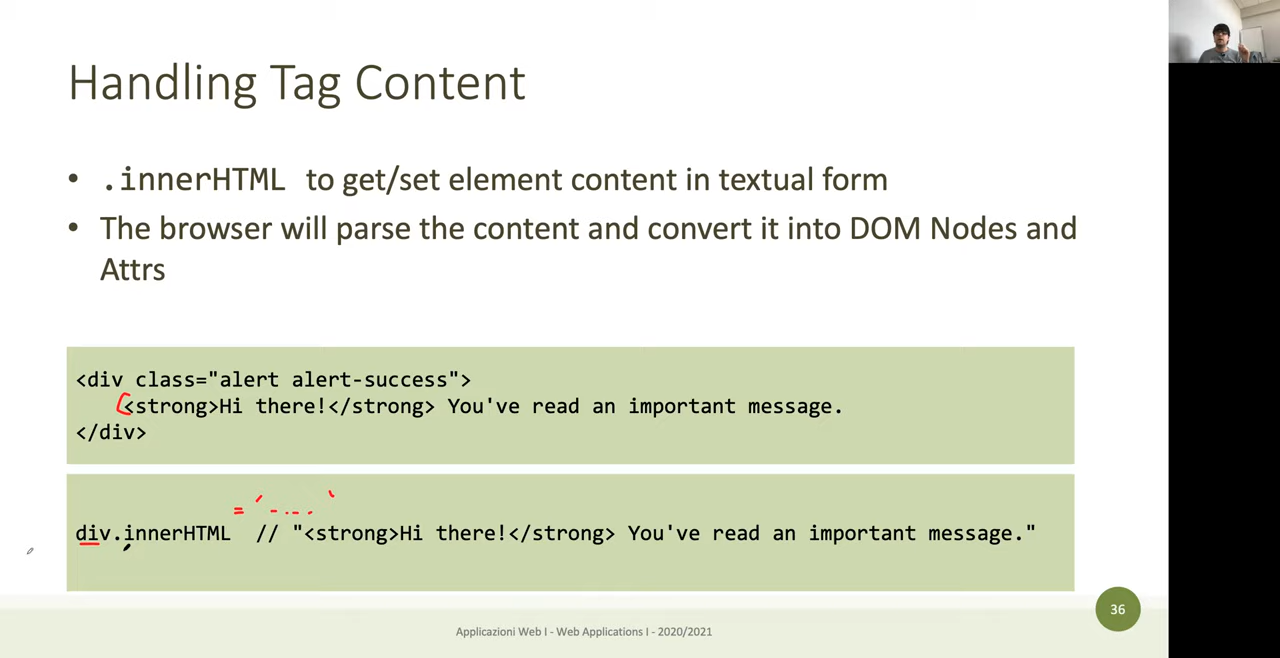 Handling Tag Content
• .innerHTML to get/set element content in textual form
• The browser will parse the content and convert it into DOM Nodes and
Attrs
<div class="alert alert-success">
<strong>Hi there!</strong> You've read an important message.
</div>
div.innerHTML // "<strong>Hi there!</strong> You've read an important message."
36
Applicazioni Web I - Web Applications I - 2020/2021